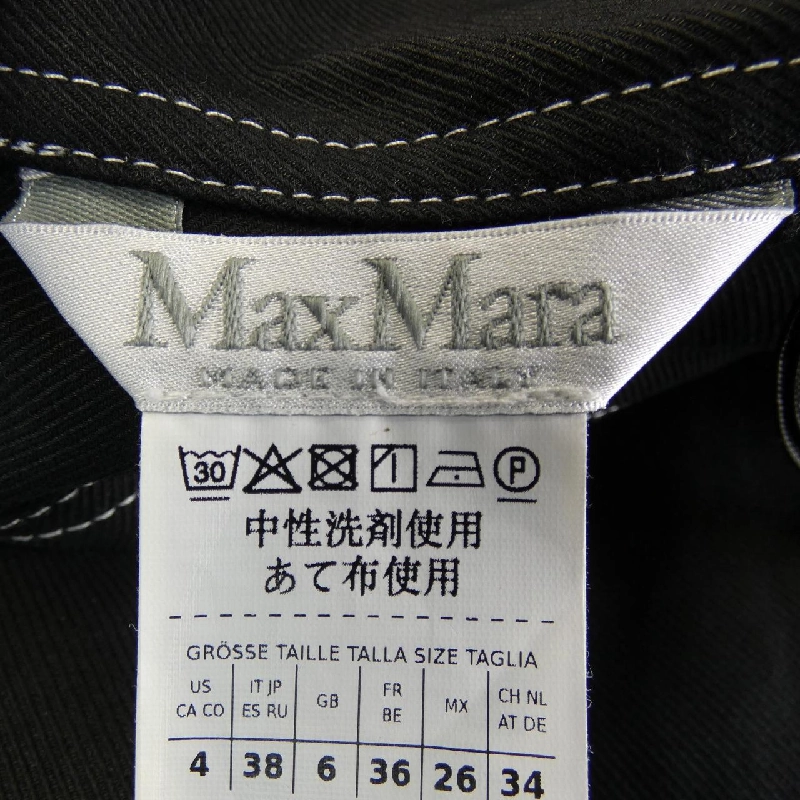 MaxMara
MADE IN ITALY
30 P
中性洗剤使用
あて布使用
GRÖSSE TAILLE TALLA SIZE TAGLIA
US IT JP GB FR MX CH NL
CA CO ES RU BE AT DE
4 38 6 36 26 34